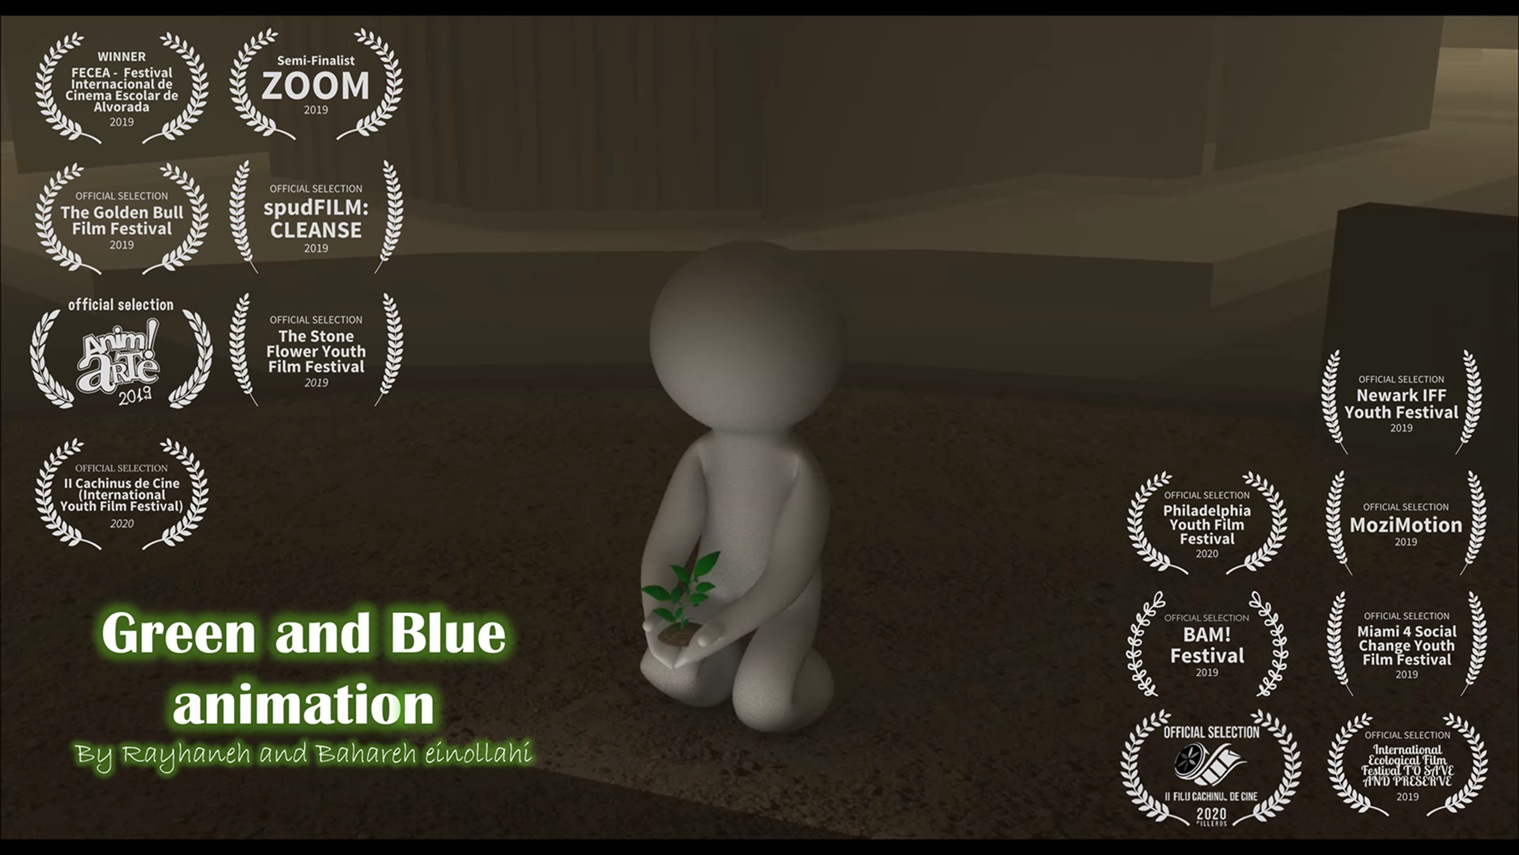 WINNER
FECEA - Festival
Internacional de
Cinema Escolar de
Alvorada
2019
Semi-Finalist
ZOOM
2019
OFFICIAL SELECTION
The Golden Bull
Film Festival
2019
OFFICIAL SELECTION
spudFILM:
CLEANSE
2019
official selection
Anim!
aRTe
2019
OFFICIAL SELECTION
The Stone
Flower Youth
Film Festival
2019
OFFICIAL SELECTION
II Cachinus de Cine
(International
Youth Film Festival)
2020
Green and Blue
animation
By Rayhaneh and Bahareh einollahi
OFFICIAL SELECTION
Newark IFF
Youth Festival
2019
OFFICIAL SELECTION
Philadelphia
Youth Film
Festival
2020
OFFICIAL SELECTION
MoziMotion
2019
OFFICIAL SELECTION
BAM!
Festival
2019
OFFICIAL SELECTION
Miami 4 Social
Change Youth
Film Festival
2019
OFFICIAL SELECTION
II DE CINE
2020
OFFICIAL SELECTION
International
Ecological Film
Festival TO SAVE
AND PRESERVE
2019